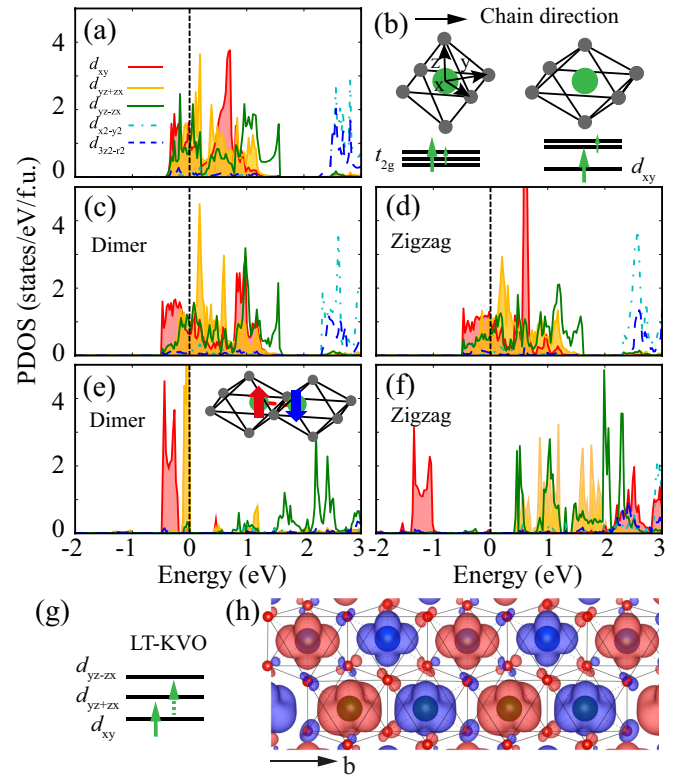 (a)
4
2
0
d_xy
d_yz+zx
d_yz-zx
d_x2-y2
d_3z2-r2
(b)
Chain direction
z
y
x
t_2g
d_xy
PDOS (states/eV/f.u.)
(c)
4
2
0
Dimer
(d)
Zigzag
(e)
4
2
0
Dimer
-2 -1 0 1 2 3
Energy (eV)
(f)
Zigzag
-2 -1 0 1 2 3
Energy (eV)
(g)
LT-KVO
d_yz-zx
d_yz+zx
d_xy
(h)
b